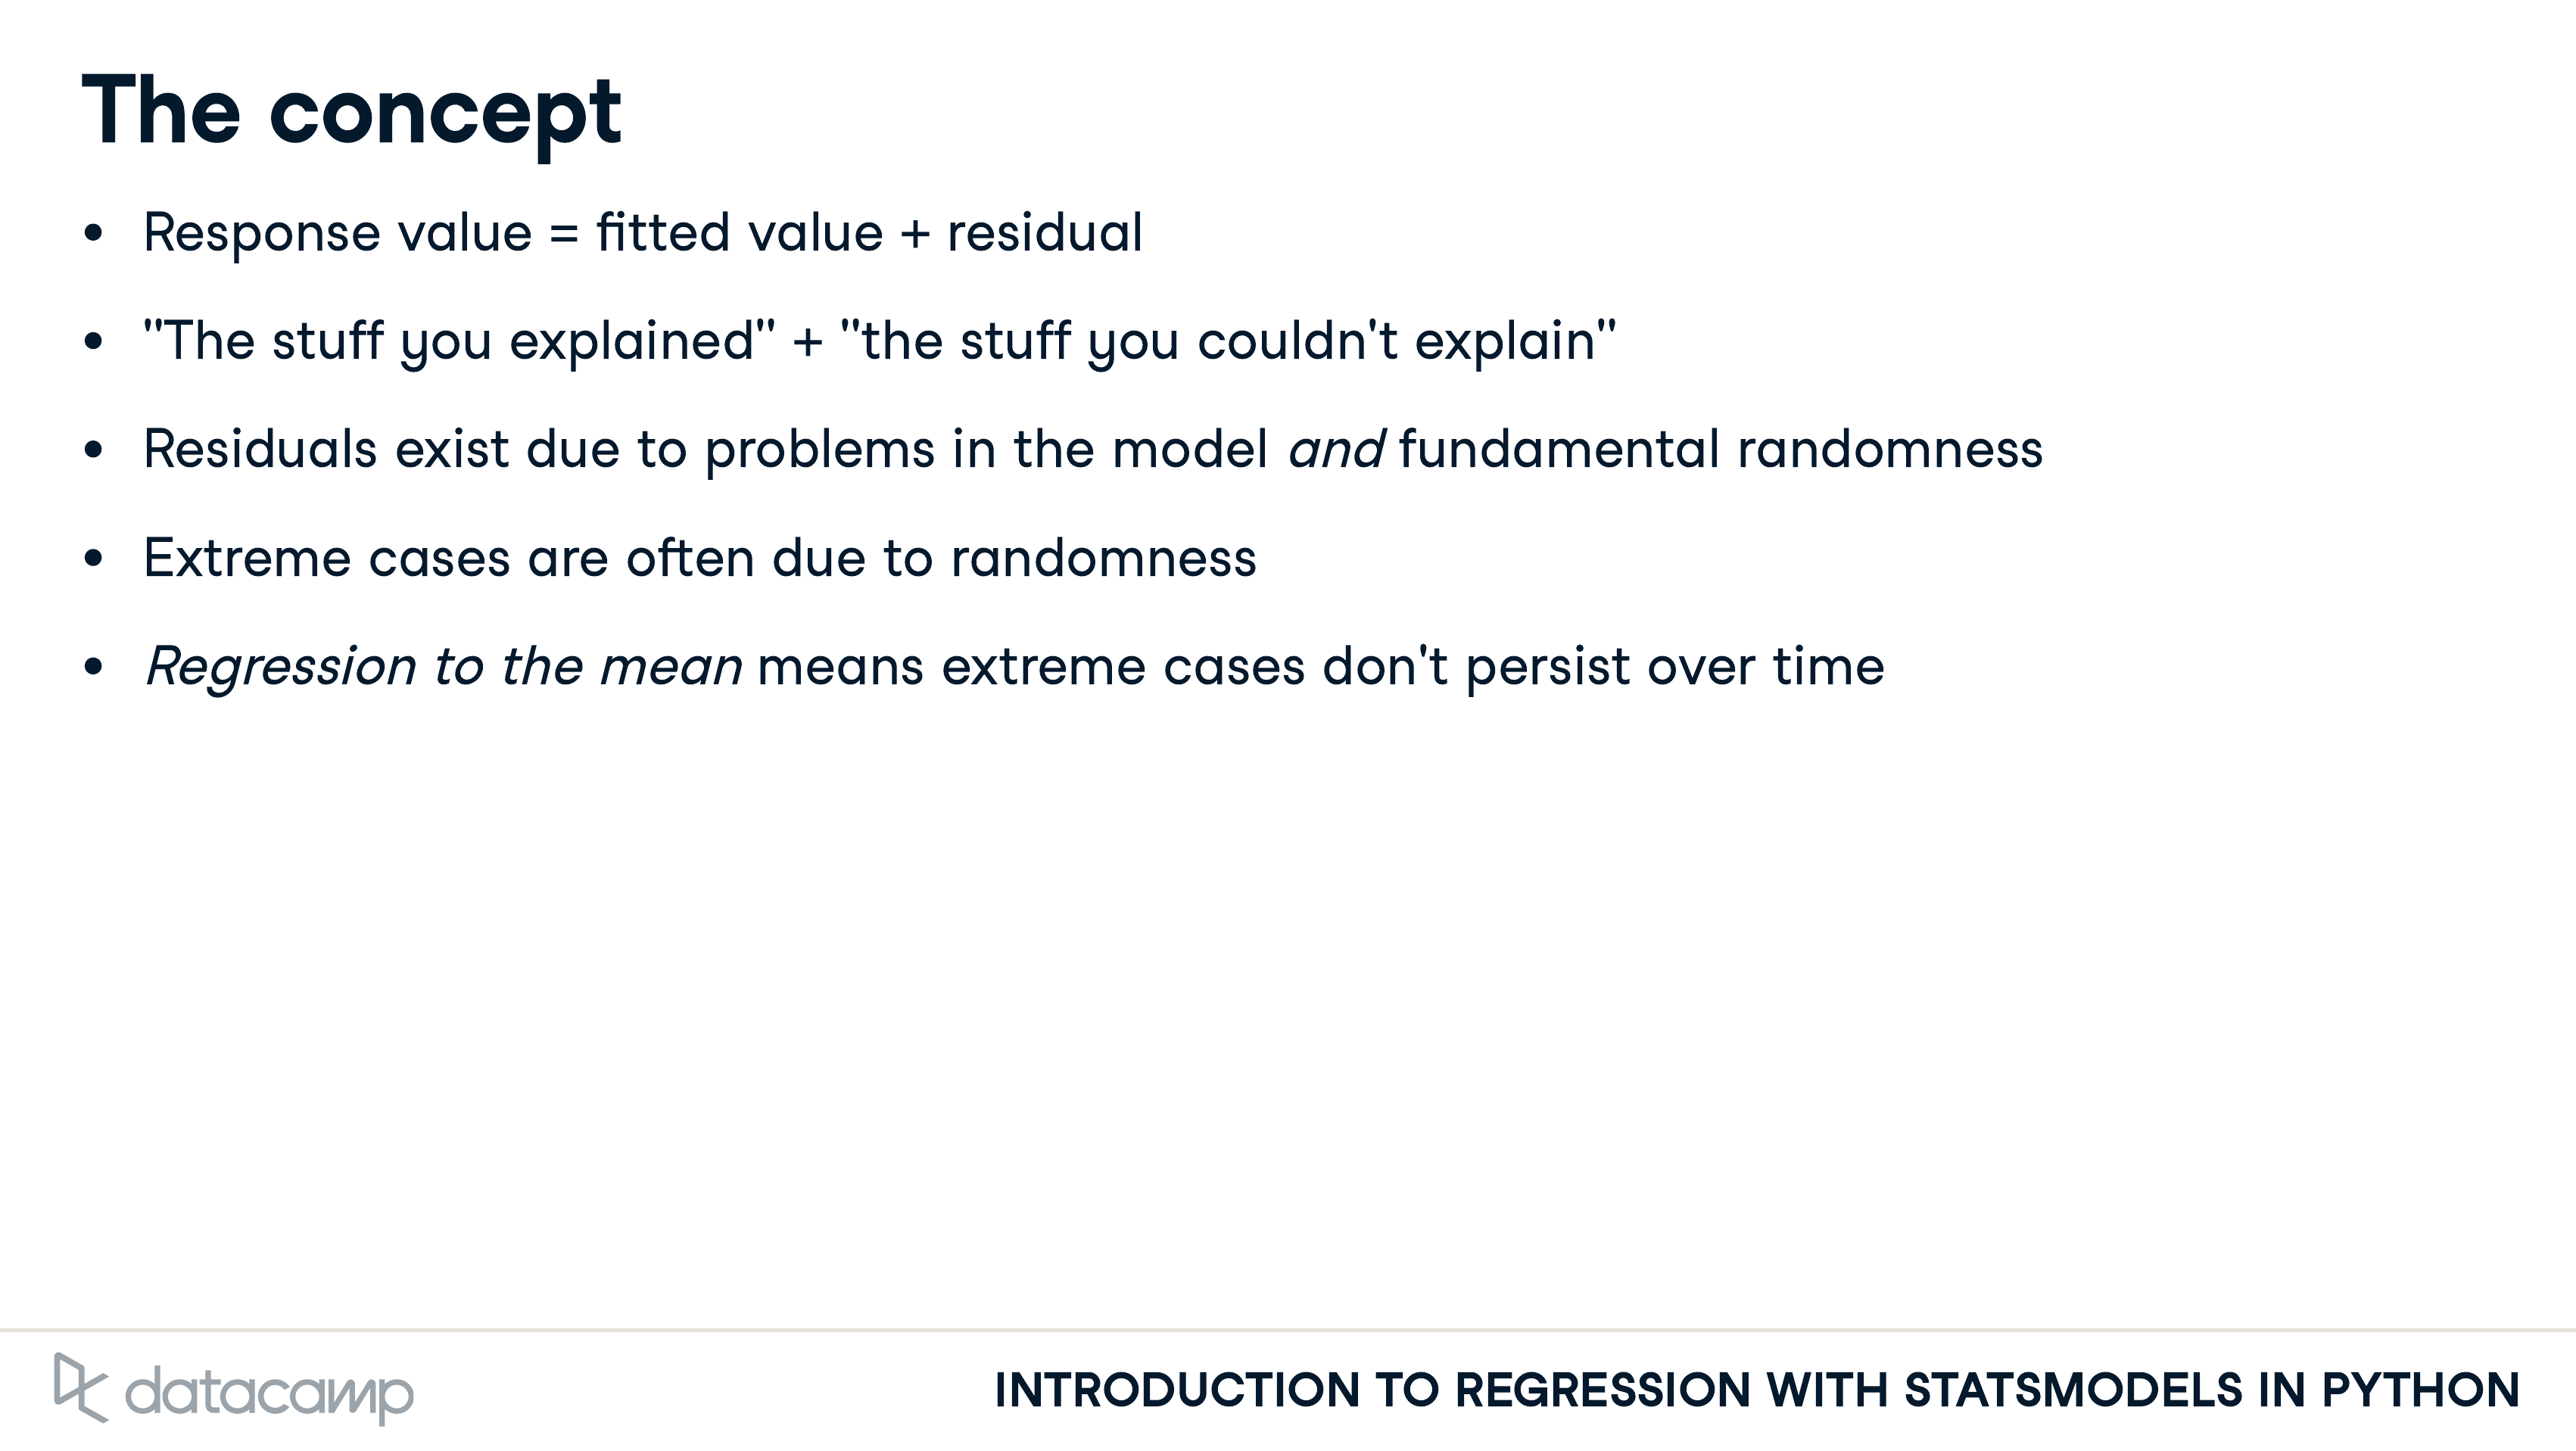 The concept
• Response value = fitted value + residual
• "The stuff you explained" + "the stuff you couldn't explain"
• Residuals exist due to problems in the model and fundamental randomness
• Extreme cases are often due to randomness
• Regression to the mean means extreme cases don't persist over time
datacamp
INTRODUCTION TO REGRESSION WITH STATSMODELS IN PYTHON